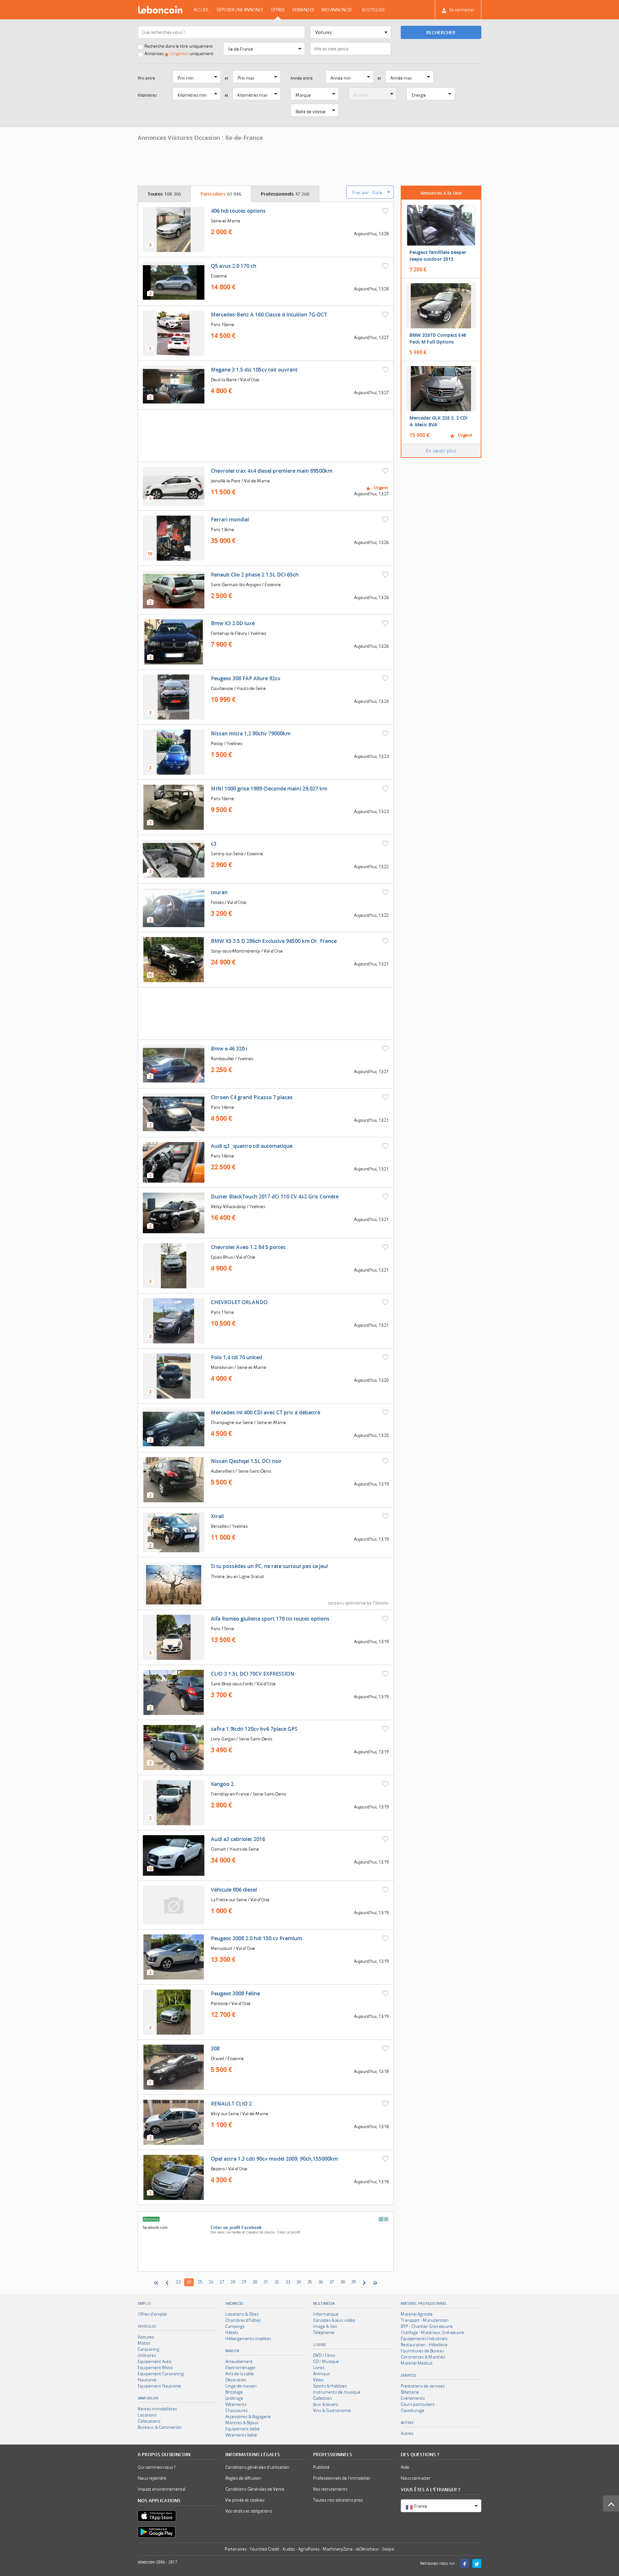 leboncoin ACCUEIL DÉPOSER UNE ANNONCE OFFRES DEMANDES MES ANNONCES BOUTIQUES Se connecter
Que recherchez-vous ? Voitures RECHERCHER
Recherche dans le titre uniquement Ile-de-France Ville ou code postal
Annonces Urgentes uniquement
Prix entre Prix min et Prix max Année entre Année min et Année max
Kilomètres Kilomètres min et Kilomètres max Marque Modèle Energie
Boîte de vitesse
Annonces Voitures Occasion : Ile-de-France
Toutes Particuliers Professionnels 47 260 Trier par : Date
Annonces A la Une
406 hdi toutes options
Seine-et-Marne
2 000 €
Aujourd'hui, 13:28
Q5 avus 2.0 170 ch
Essonne
14 800 €
Aujourd'hui, 13:28
Mercedes-Benz A 160 Classe d Intuition 7G-DCT
Paris 15ème
14 500 €
Aujourd'hui, 13:27
Megane 3 1.5 dci 105cv toit ouvrant
Deuil-la-Barre / Val-d'Oise
4 800 €
Aujourd'hui, 13:27
Chevrolet trax 4x4 diesel premiere main 89500km
Joinville-le-Pont / Val-de-Marne
11 500 €
Urgent
Aujourd'hui, 13:27
Ferrari mondial
Paris 13ème
35 000 €
Aujourd'hui, 13:26
Renault Clio 2 phase 2 1.5L DCI 65ch
Saint-Germain-lès-Arpajon / Essonne
2 500 €
Aujourd'hui, 13:26
Bmw X3 2.0D luxe
Fontenay-le-Fleury / Yvelines
7 900 €
Aujourd'hui, 13:26
Peugeot 308 FAP Allure 92cv
Courbevoie / Hauts-de-Seine
10 990 €
Aujourd'hui, 13:24
Nissan micra 1,2 80chv 79000km
Poissy / Yvelines
1 500 €
Aujourd'hui, 13:23
MINI 1000 grise 1989 (Seconde main) 29,027 km
Paris 16ème
9 500 €
Aujourd'hui, 13:23
c3
Saintry-sur-Seine / Essonne
2 900 €
Aujourd'hui, 13:22
touran
Fosses / Val-d'Oise
3 200 €
Aujourd'hui, 13:22
BMW X5 3.5 D 286ch Exclusive 94500 km Or. France
Soisy-sous-Montmorency / Val-d'Oise
24 900 €
Aujourd'hui, 13:21
Bmw e 46 320 i
Rambouillet / Yvelines
2 250 €
Aujourd'hui, 13:21
Citroen C4 grand Picasso 7 places
Paris 14ème
4 500 €
Aujourd'hui, 13:21
Audi q3 _quattro tdi automatique
Paris 14ème
22 500 €
Aujourd'hui, 13:21
Duster BlackTouch 2017 dCi 110 CV 4x2 Gris Comète
Vélizy-Villacoublay / Yvelines
16 400 €
Aujourd'hui, 13:21
Chevrolet Aveo 1.2 84 5 portes
Epiais-Rhus / Val-d'Oise
4 900 €
Aujourd'hui, 13:21
CHEVROLET ORLANDO
Paris 11ème
10 500 €
Aujourd'hui, 13:21
Polo 1,4 tdi 70 united
Montévrain / Seine-et-Marne
4 000 €
Aujourd'hui, 13:20
Mercedes ml 400 CDI avec CT prix à débattre
Champagne-sur-Seine / Seine-et-Marne
4 500 €
Aujourd'hui, 13:20
Nissan Qashqai 1.5L DCI noir
Aubervilliers / Seine-Saint-Denis
5 500 €
Aujourd'hui, 13:19
Xtrail
Versailles / Yvelines
11 000 €
Aujourd'hui, 13:19
Si tu possèdes un PC, ne rate surtout pas ce jeu!
Throne: Jeu en Ligne Gratuit
contenu sponsorisé by Taboola
Alfa Romeo giulietta sport 170 tct toutes options
Paris 17ème
13 500 €
Aujourd'hui, 13:19
CLIO 3 1.5L DCI 70CV EXPRESSION
Saint-Brice-sous-Forêt / Val-d'Oise
3 700 €
Aujourd'hui, 13:19
zafira 1.9lcdti 120cv bv6 7place GPS
Livry-Gargan / Seine-Saint-Denis
3 490 €
Aujourd'hui, 13:19
Kangoo 2
Tremblay-en-France / Seine-Saint-Denis
2 800 €
Aujourd'hui, 13:19
Audi a3 cabriolet 2016
Clamart / Hauts-de-Seine
34 000 €
Aujourd'hui, 13:19
Véhicule 806 diesel
La Frette-sur-Seine / Val-d'Oise
1 000 €
Aujourd'hui, 13:19
Peugeot 3008 2.0 hdi 150 cv Premium
Menucourt / Val-d'Oise
13 300 €
Aujourd'hui, 13:19
Peugeot 3008 Féline
Pontoise / Val-d'Oise
12 700 €
Aujourd'hui, 13:19
308
Draveil / Essonne
5 500 €
Aujourd'hui, 13:18
RENAULT CLIO 2
Vitry-sur-Seine / Val-de-Marne
1 100 €
Aujourd'hui, 13:18
Opel astra 1.3 cdti 90cv model 2009, 90ch,155000km
Bezons / Val-d'Oise
4 300 €
Aujourd'hui, 13:18
Peugeot familliale beeper
teepe outdoor 2012
7 200 €
BMW 320TD Compact E46
Pack M Full Options
5 990 €
Mercedes GLK 220 2, 2 CDI
4- Matic BVA
15 900 € Urgent
En savoir plus
facebook.com Créer un profil Facebook
« ‹ 23 24 25 26 27 28 29 30 31 32 33 34 35 36 37 38 39 › »
EMPLOI
Offres d'emploi
VEHICULES
Voitures
Motos
Caravaning
Utilitaires
Equipement Auto
Equipement Moto
Equipement Caravaning
Nautisme
Equipement Nautisme
IMMOBILIER
Ventes immobilières
Locations
Colocations
Bureaux & Commerces
VACANCES
Locations & Gîtes
Chambres d'hôtes
Campings
Hôtels
Hébergements insolites
MAISON
Ameublement
Electroménager
Arts de la table
Décoration
Linge de maison
Bricolage
Jardinage
Vêtements
Chaussures
Accessoires & Bagagerie
Montres & Bijoux
Equipement bébé
Vêtements bébé
MULTIMEDIA
Informatique
Consoles & Jeux vidéo
Image & Son
Téléphonie
LOISIRS
DVD / Films
CD / Musique
Livres
Animaux
Vélos
Sports & Hobbies
Instruments de musique
Collection
Jeux & Jouets
Vins & Gastronomie
MATERIEL PROFESSIONNEL
Matériel Agricole
Transport - Manutention
BTP - Chantier Gros-oeuvre
Outillage - Matériaux 2nd-oeuvre
Équipements Industriels
Restauration - Hôtellerie
Fournitures de Bureau
Commerces & Marchés
Matériel Médical
SERVICES
Prestations de services
Billetterie
Evénements
Cours particuliers
Covoiturage
AUTRES
Autres
À PROPOS DU BONCOIN
Qui sommes-nous ?
Nous rejoindre
Impact environnemental
NOS APPLICATIONS
App Store
Google Play
INFORMATIONS LÉGALES
Conditions générales d'utilisation
Règles de diffusion
Conditions Générales de Vente
Vie privée et cookies
Vos droits et obligations
PROFESSIONNELS
Publicité
Professionnels de l'immobilier
Vos recrutements
Toutes nos solutions pros
DES QUESTIONS ?
Aide
Nous contacter
VOUS ÊTES À L'ÉTRANGER ?
France
Partenaires : Younited Credit - Kudoz - Agriaffaires - MachineryZone - leDénicheur - Swopr
leboncoin 2006 - 2017 Retrouvez-nous sur :